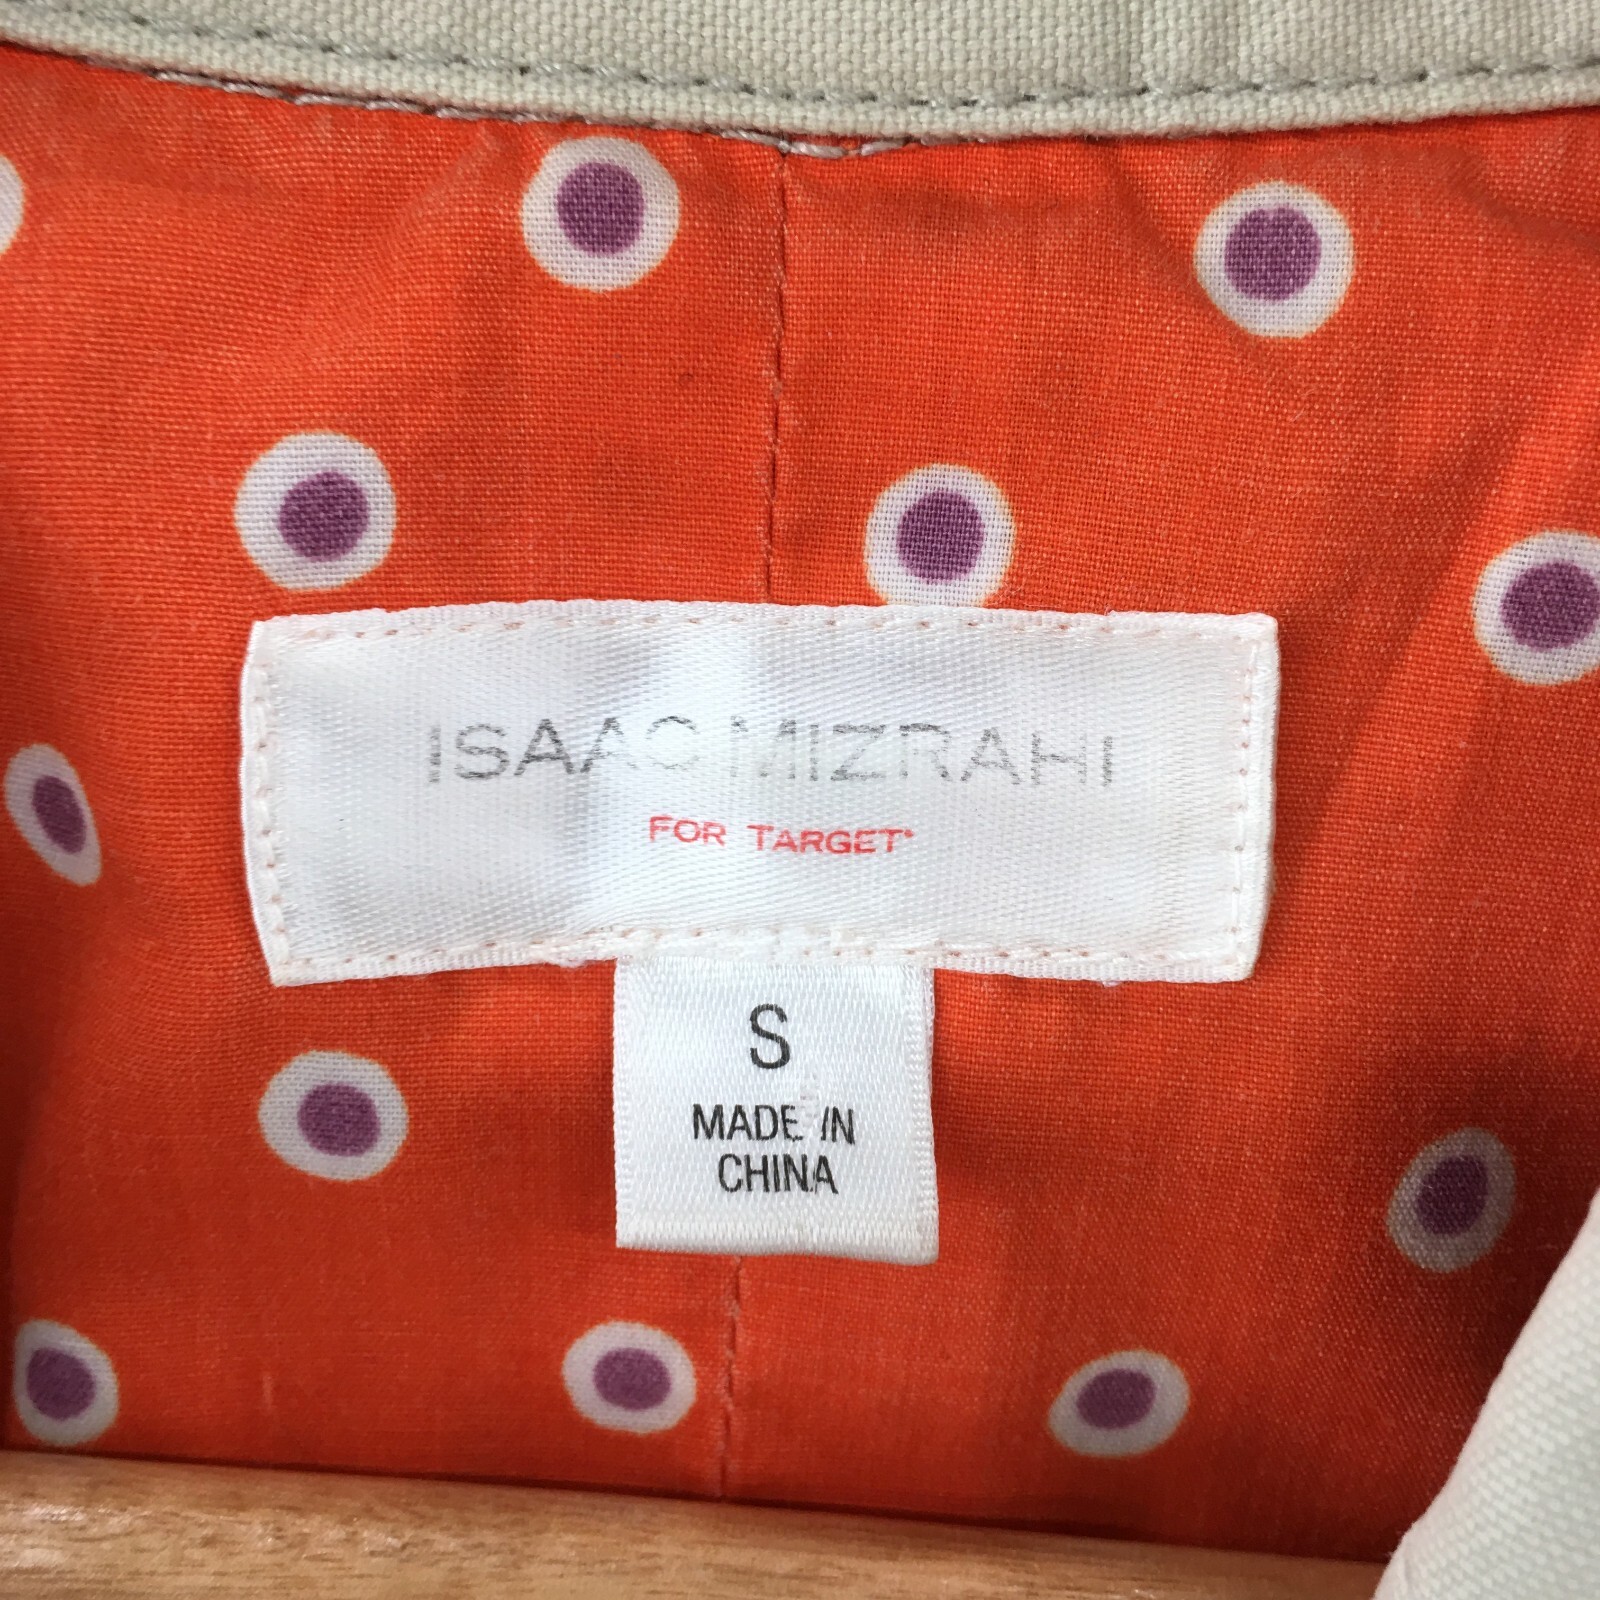 ISAAC MIZRAHI
FOR TARGET
S
MADE IN
CHINA